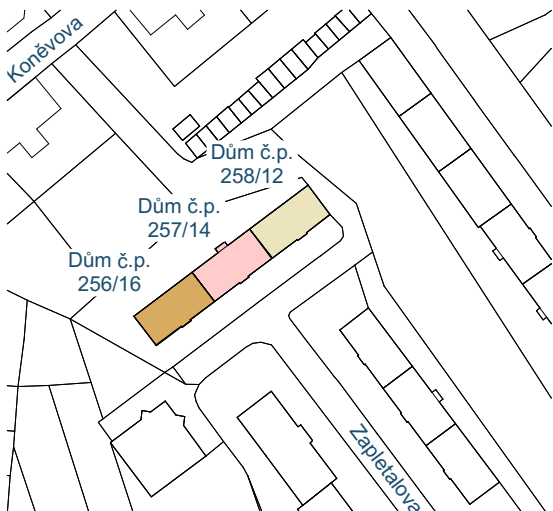 Koněvova
Dům č.p.
258/12
Dům č.p.
257/14
Dům č.p.
256/16
Zapletalova